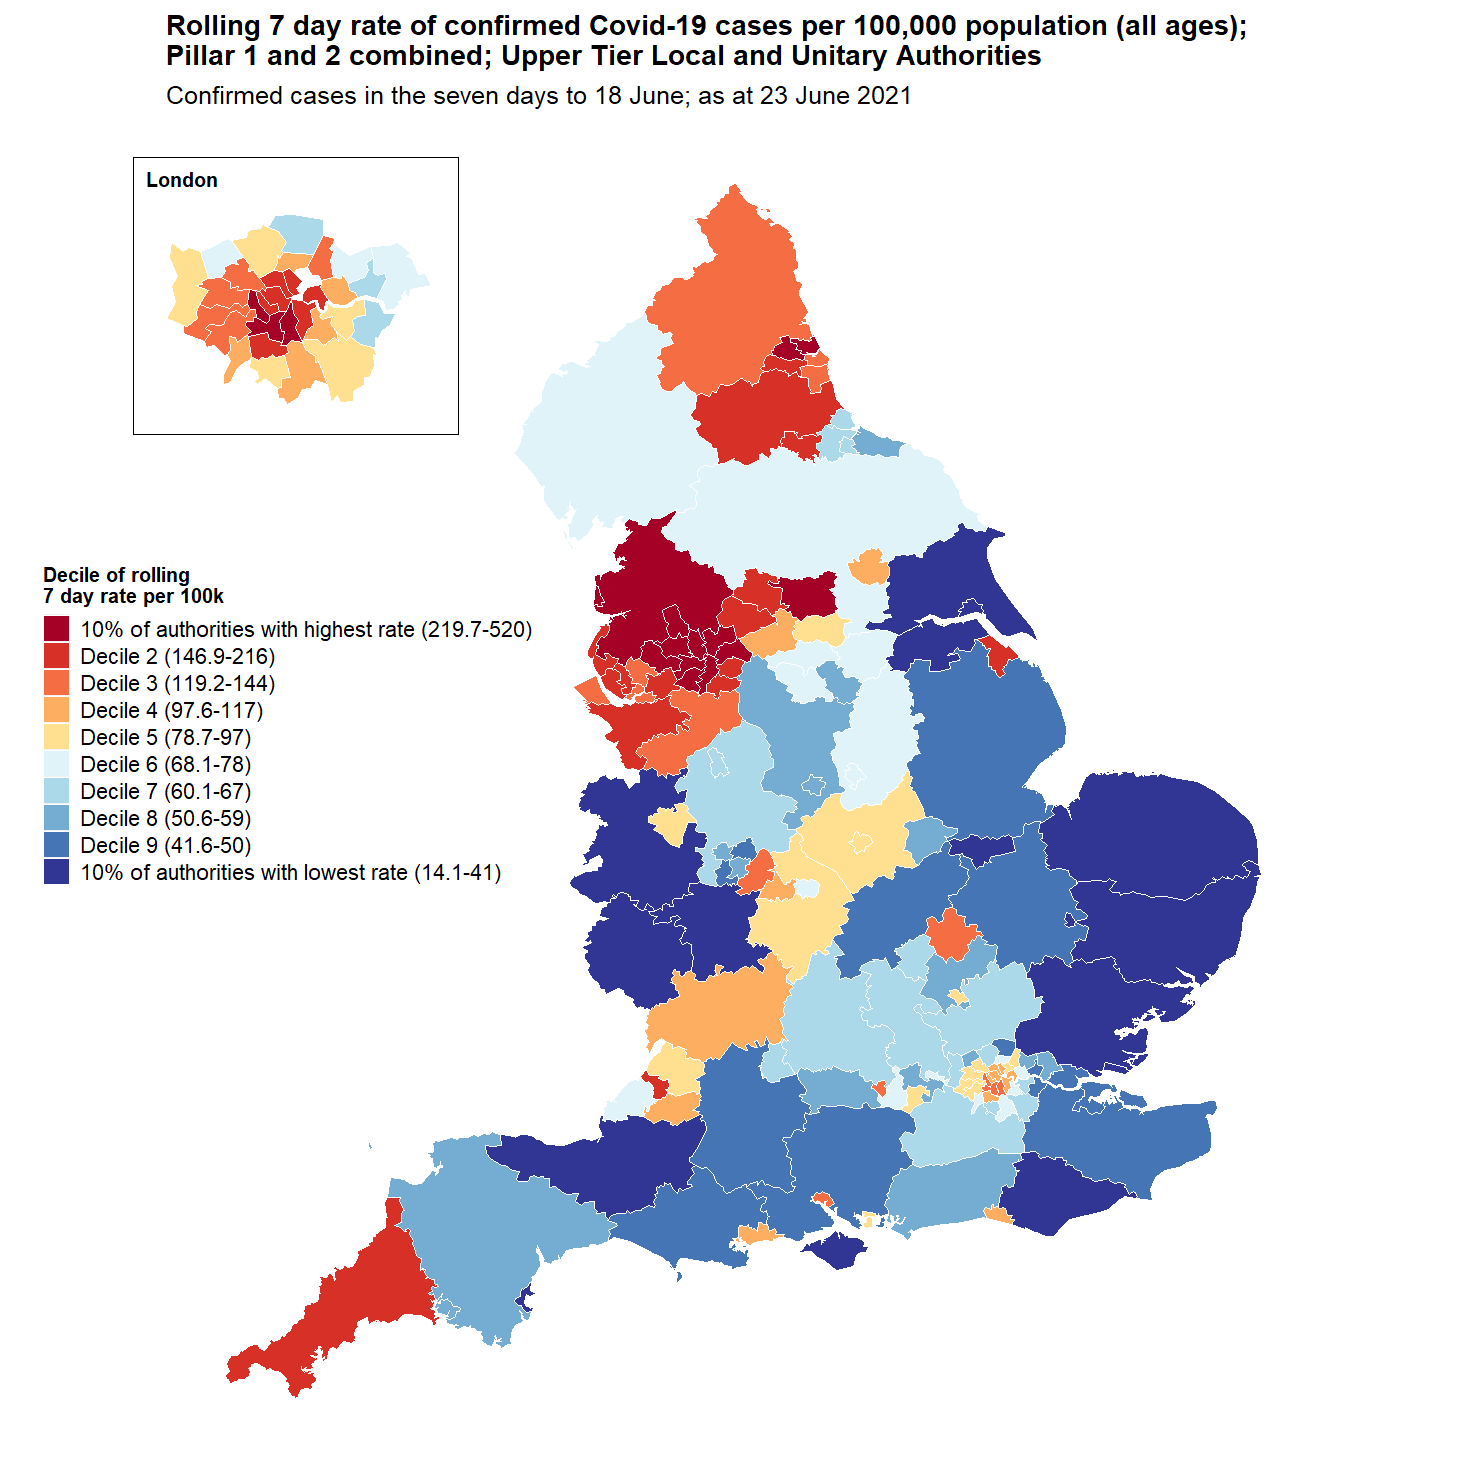 Rolling 7 day rate of confirmed Covid-19 cases per 100,000 population (all ages);
Pillar 1 and 2 combined; Upper Tier Local and Unitary Authorities
Confirmed cases in the seven days to 18 June; as at 23 June 2021
London
Decile of rolling
7 day rate per 100k
10% of authorities with highest rate (219.7-520)
Decile 2 (146.9-216)
Decile 3 (119.2-144)
Decile 4 (97.6-117)
Decile 5 (78.7-97)
Decile 6 (68.1-78)
Decile 7 (60.1-67)
Decile 8 (50.6-59)
Decile 9 (41.6-50)
10% of authorities with lowest rate (14.1-41)